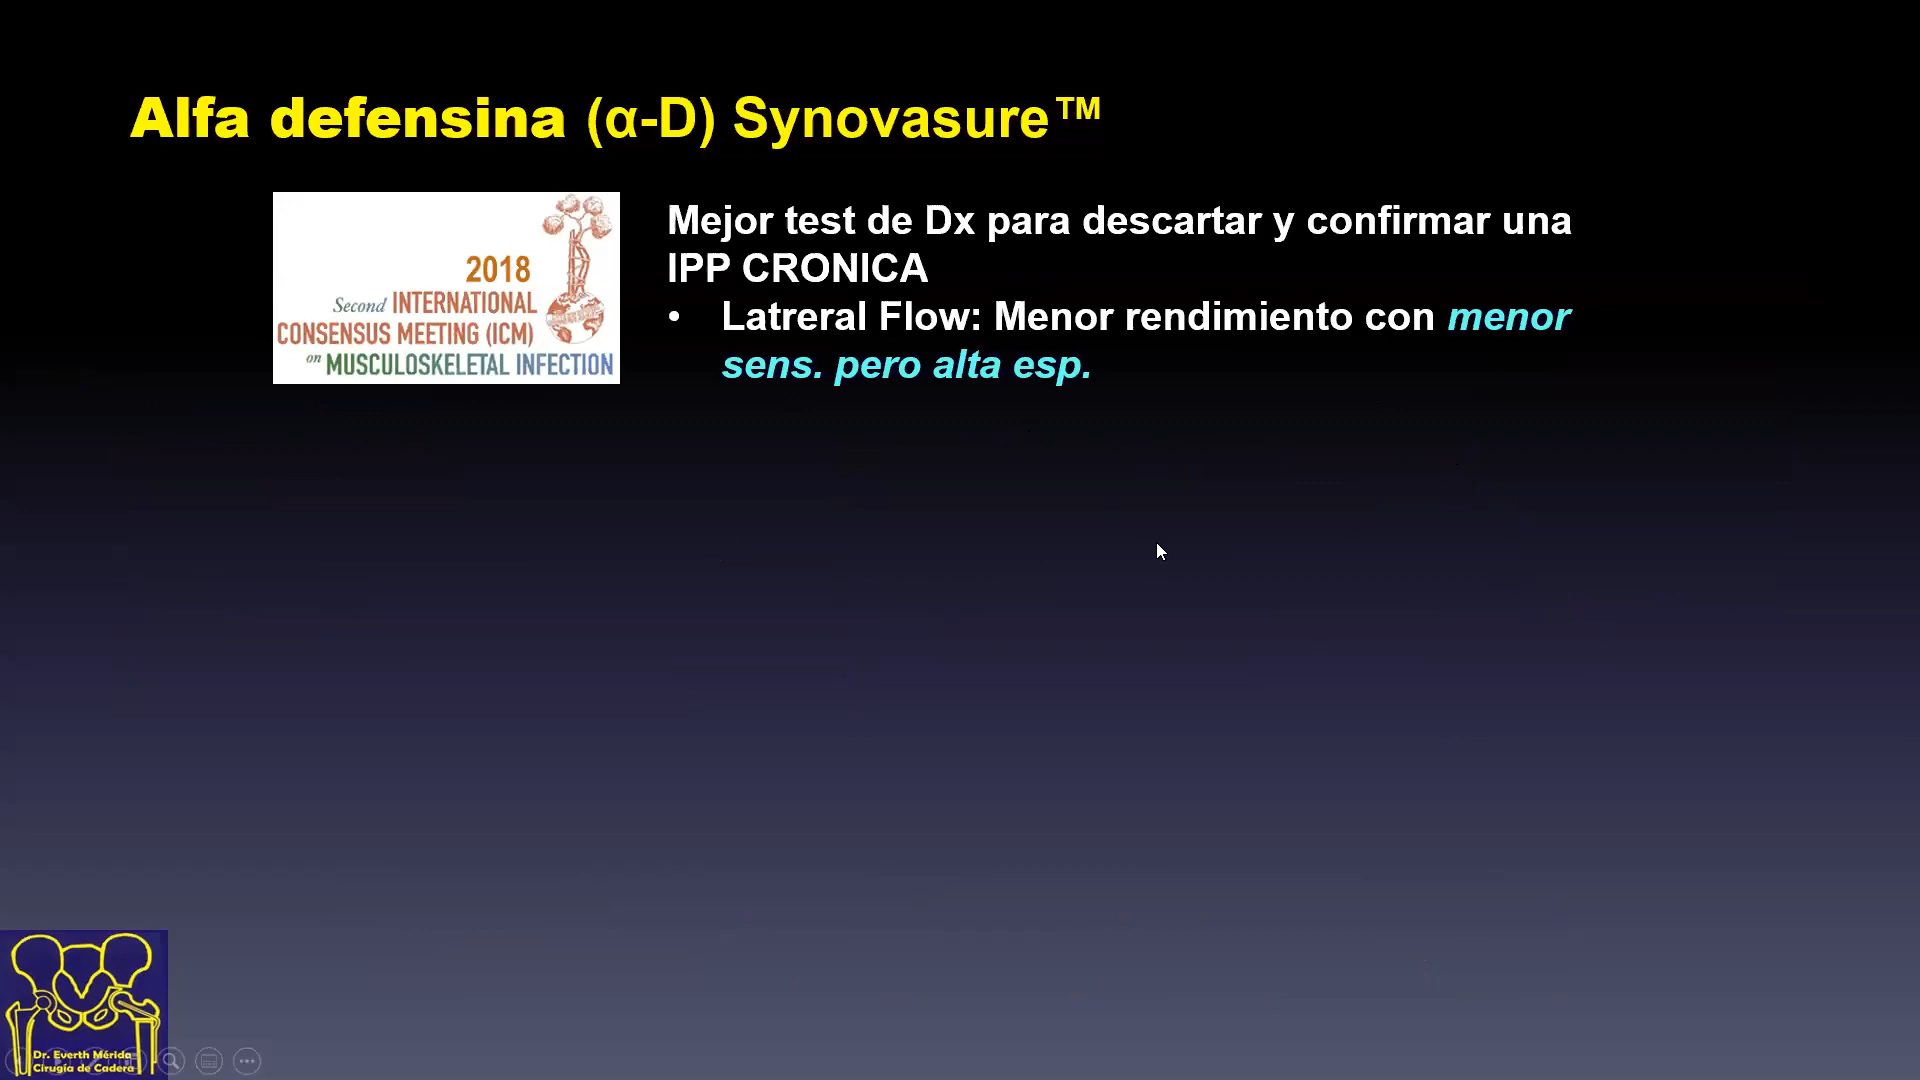 Alfa defensina (α-D) Synovasure™
2018
Second INTERNATIONAL
CONSENSUS MEETING (ICM)
on MUSCULOSKELETAL INFECTION
Mejor test de Dx para descartar y confirmar una
IPP CRONICA
• Latreral Flow: Menor rendimiento con menor
sens. pero alta esp.
Dr. Everth Mérida
Cirugía de Cadera